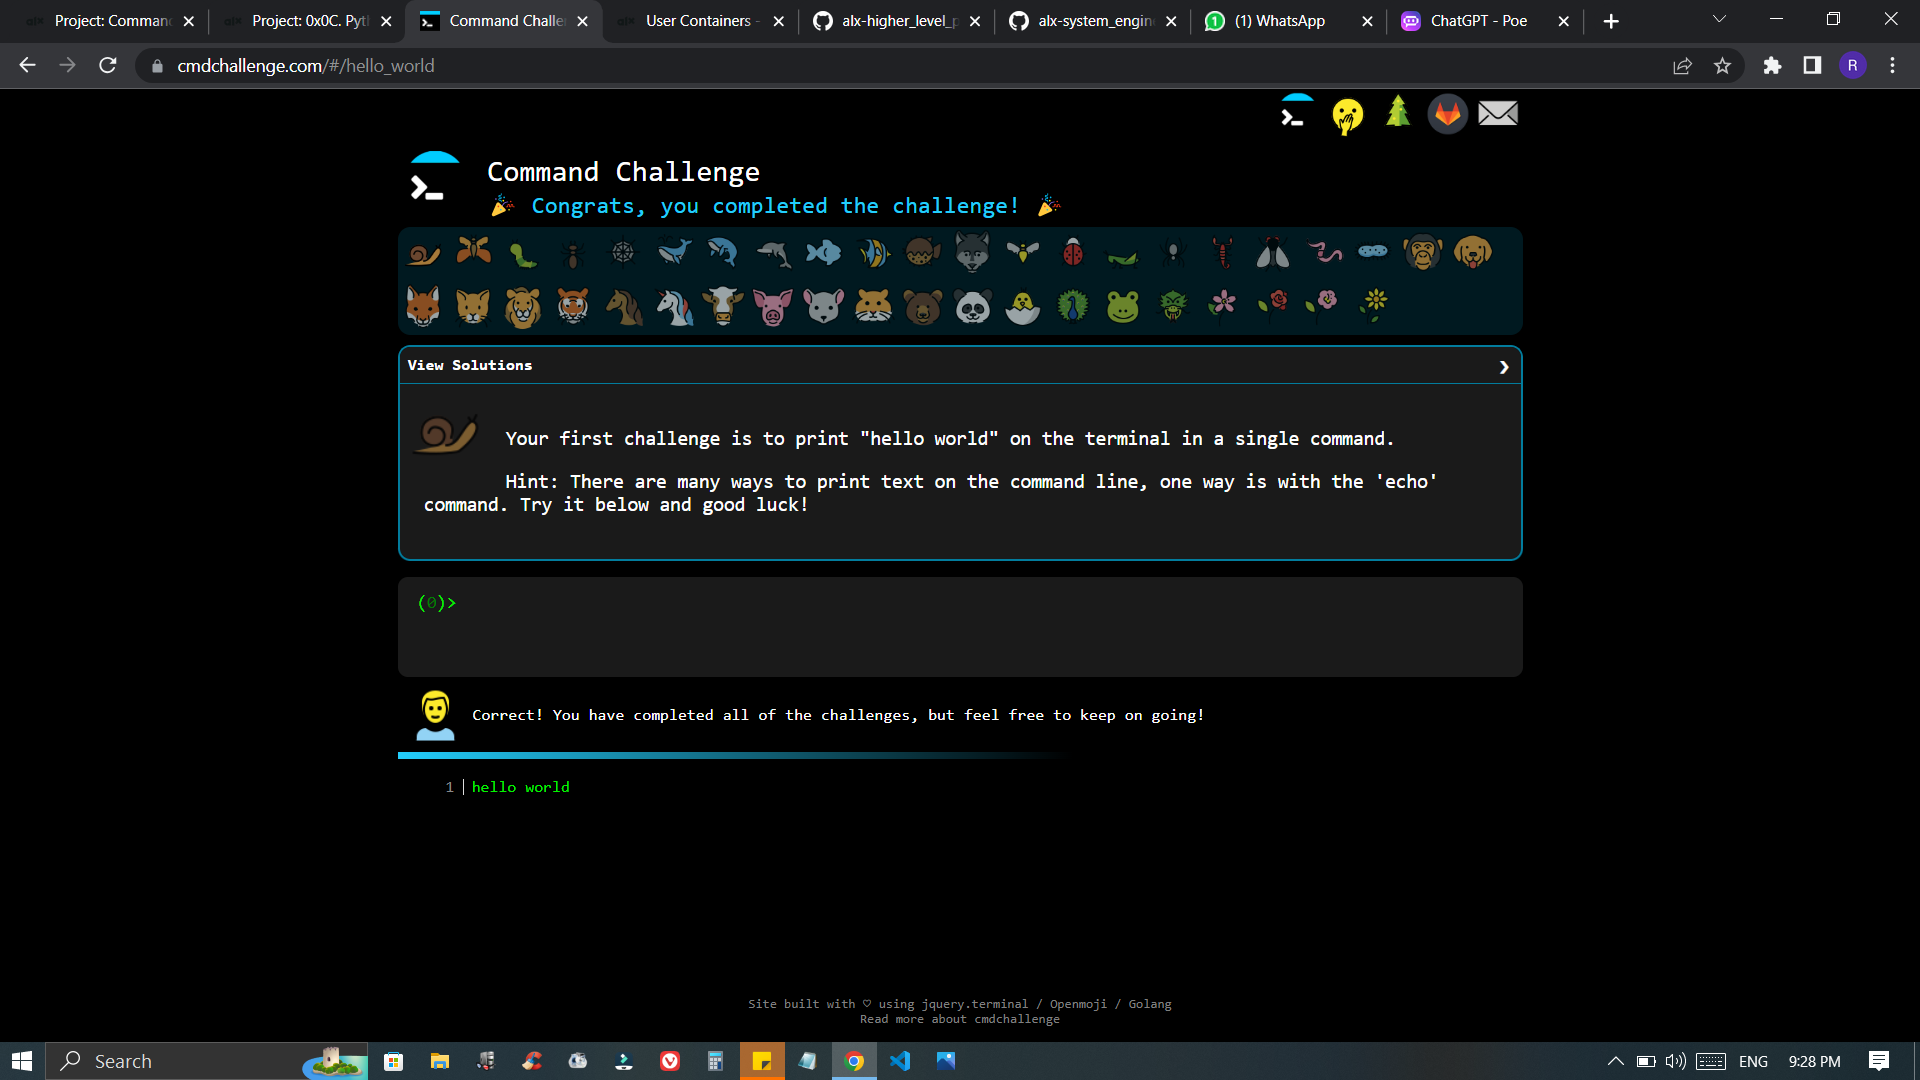 Project: Comman
Project: 0x0C. Pyt
Command Challe
User Containers -
alx-higher_level_p
alx-system_engin
(1) WhatsApp
ChatGPT - Poe
cmdchallenge.com/#/hello_world
R
Command Challenge
Congrats, you completed the challenge!
View Solutions
Your first challenge is to print "hello world" on the terminal in a single command.
Hint: There are many ways to print text on the command line, one way is with the 'echo'
command. Try it below and good luck!
(0)>
Correct! You have completed all of the challenges, but feel free to keep on going!
1 hello world
Site built with ♡ using jquery.terminal / Openmoji / Golang
Read more about cmdchallenge
Search
ENG
9:28 PM